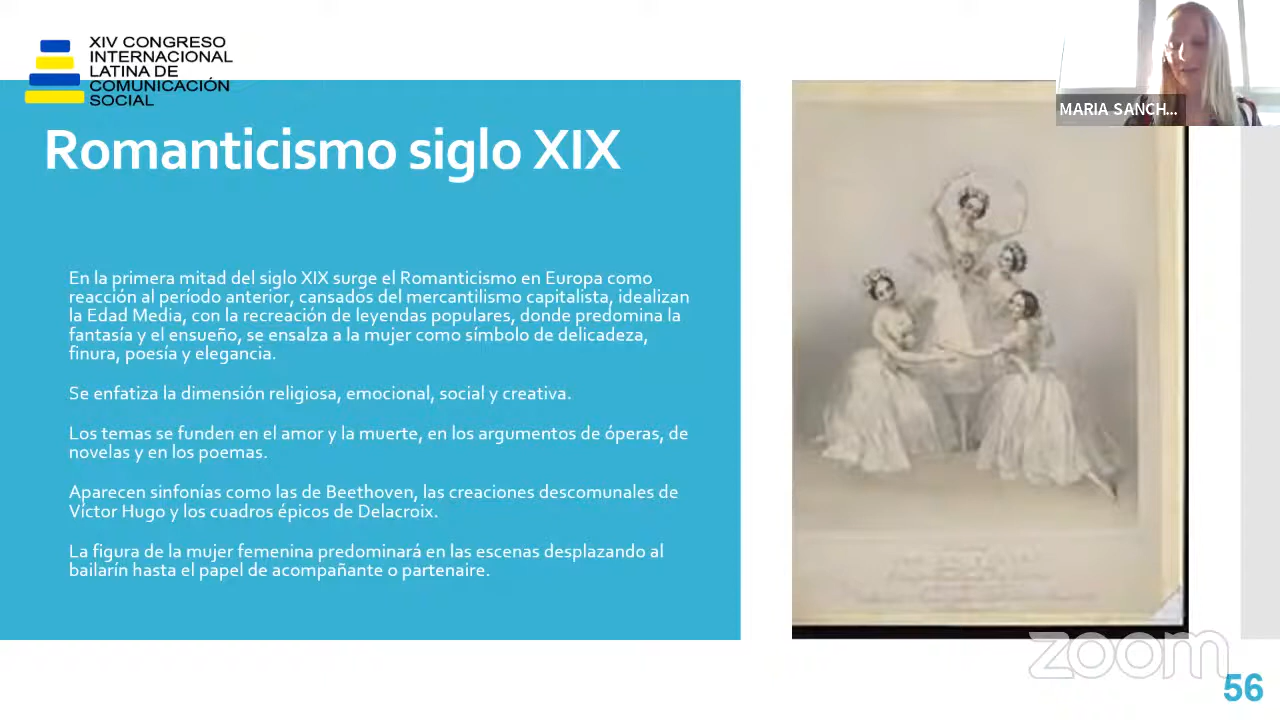 XIV CONGRESO
INTERNACIONAL
LATINA DE
COMUNICACIÓN
SOCIAL
MARIA SANCH...
Romanticismo siglo XIX
En la primera mitad del siglo XIX surge el Romanticismo en Europa como
reacción al período anterior, cansados del mercantilismo capitalista, idealizan
la Edad Media, con la recreación de leyendas populares, donde predomina la
fantasía y el ensueño, se ensalza a la mujer como símbolo de delicadeza,
finura, poesía y elegancia.
Se enfatiza la dimensión religiosa, emocional, social y creativa.
Los temas se funden en el amor y la muerte, en los argumentos de óperas, de
novelas y en los poemas.
Aparecen sinfonías como las de Beethoven, las creaciones descomunales de
Víctor Hugo y los cuadros épicos de Delacroix.
La figura de la mujer femenina predominará en las escenas desplazando al
bailarín hasta el papel de acompañante o partenaire.
zoom
56